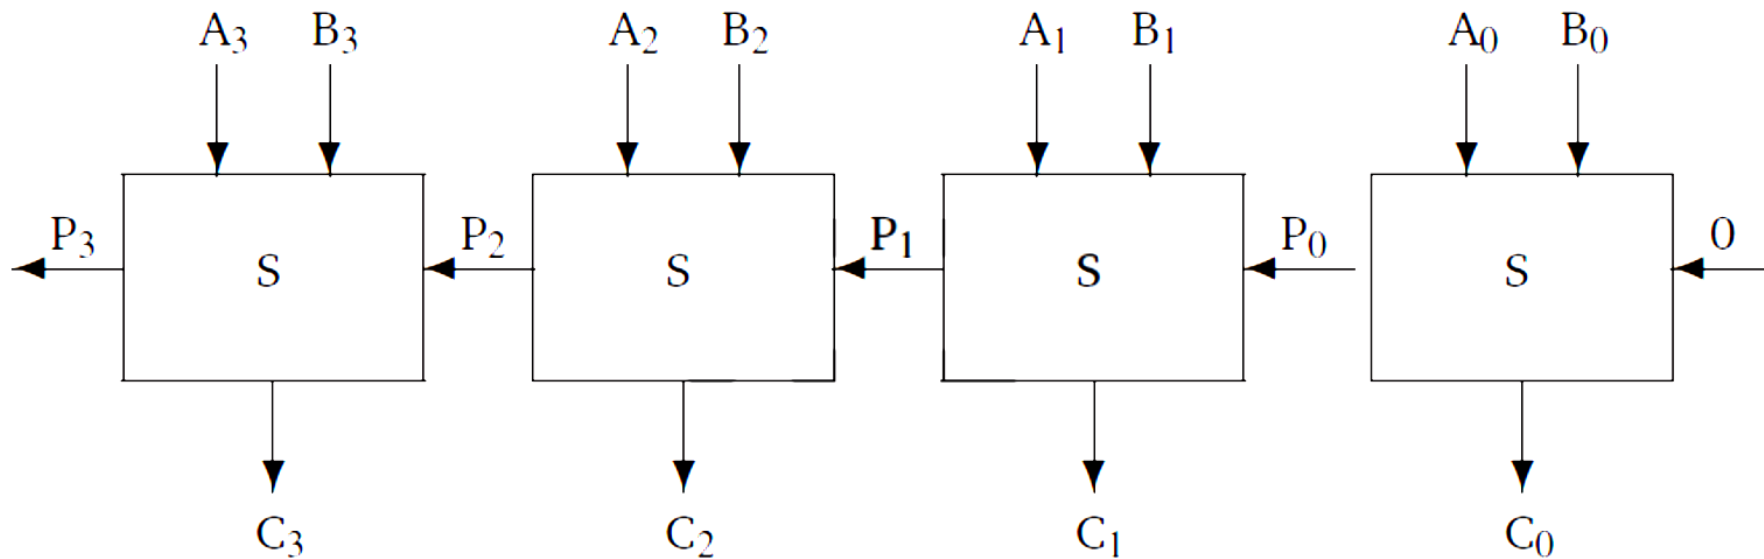 A₃ B₃ A₂ B₂ A₁ B₁ A₀ B₀
P₃ S P₂ S P₁ S P₀ S 0
C₃ C₂ C₁ C₀